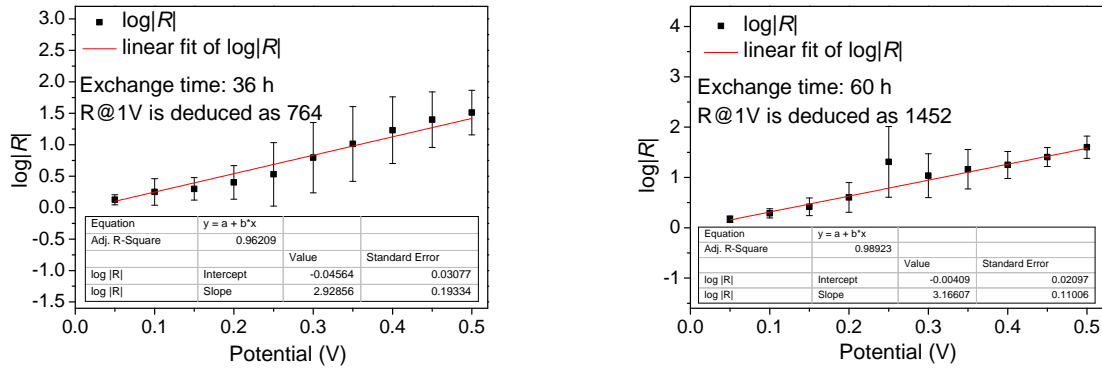 3.0
2.5
2.0
1.5
1.0
0.5
0.0
-0.5
-1.0
-1.5
log|R|
log|R|
linear fit of log|R|
Exchange time: 36 h
R@1V is deduced as 764
Equation y = a + b*x
Adj. R-Square 0.96209
Value Standard Error
log |R| Intercept -0.04564 0.03077
log |R| Slope 2.92856 0.19334
0.0 0.1 0.2 0.3 0.4 0.5
Potential (V)
4
3
2
1
0
-1
log|R|
log|R|
linear fit of log|R|
Exchange time: 60 h
R@1V is deduced as 1452
Equation y = a + b*x
Adj. R-Square 0.98923
Value Standard Error
log |R| Intercept -0.00409 0.02097
log |R| Slope 3.16607 0.11006
0.0 0.1 0.2 0.3 0.4 0.5
Potential (V)